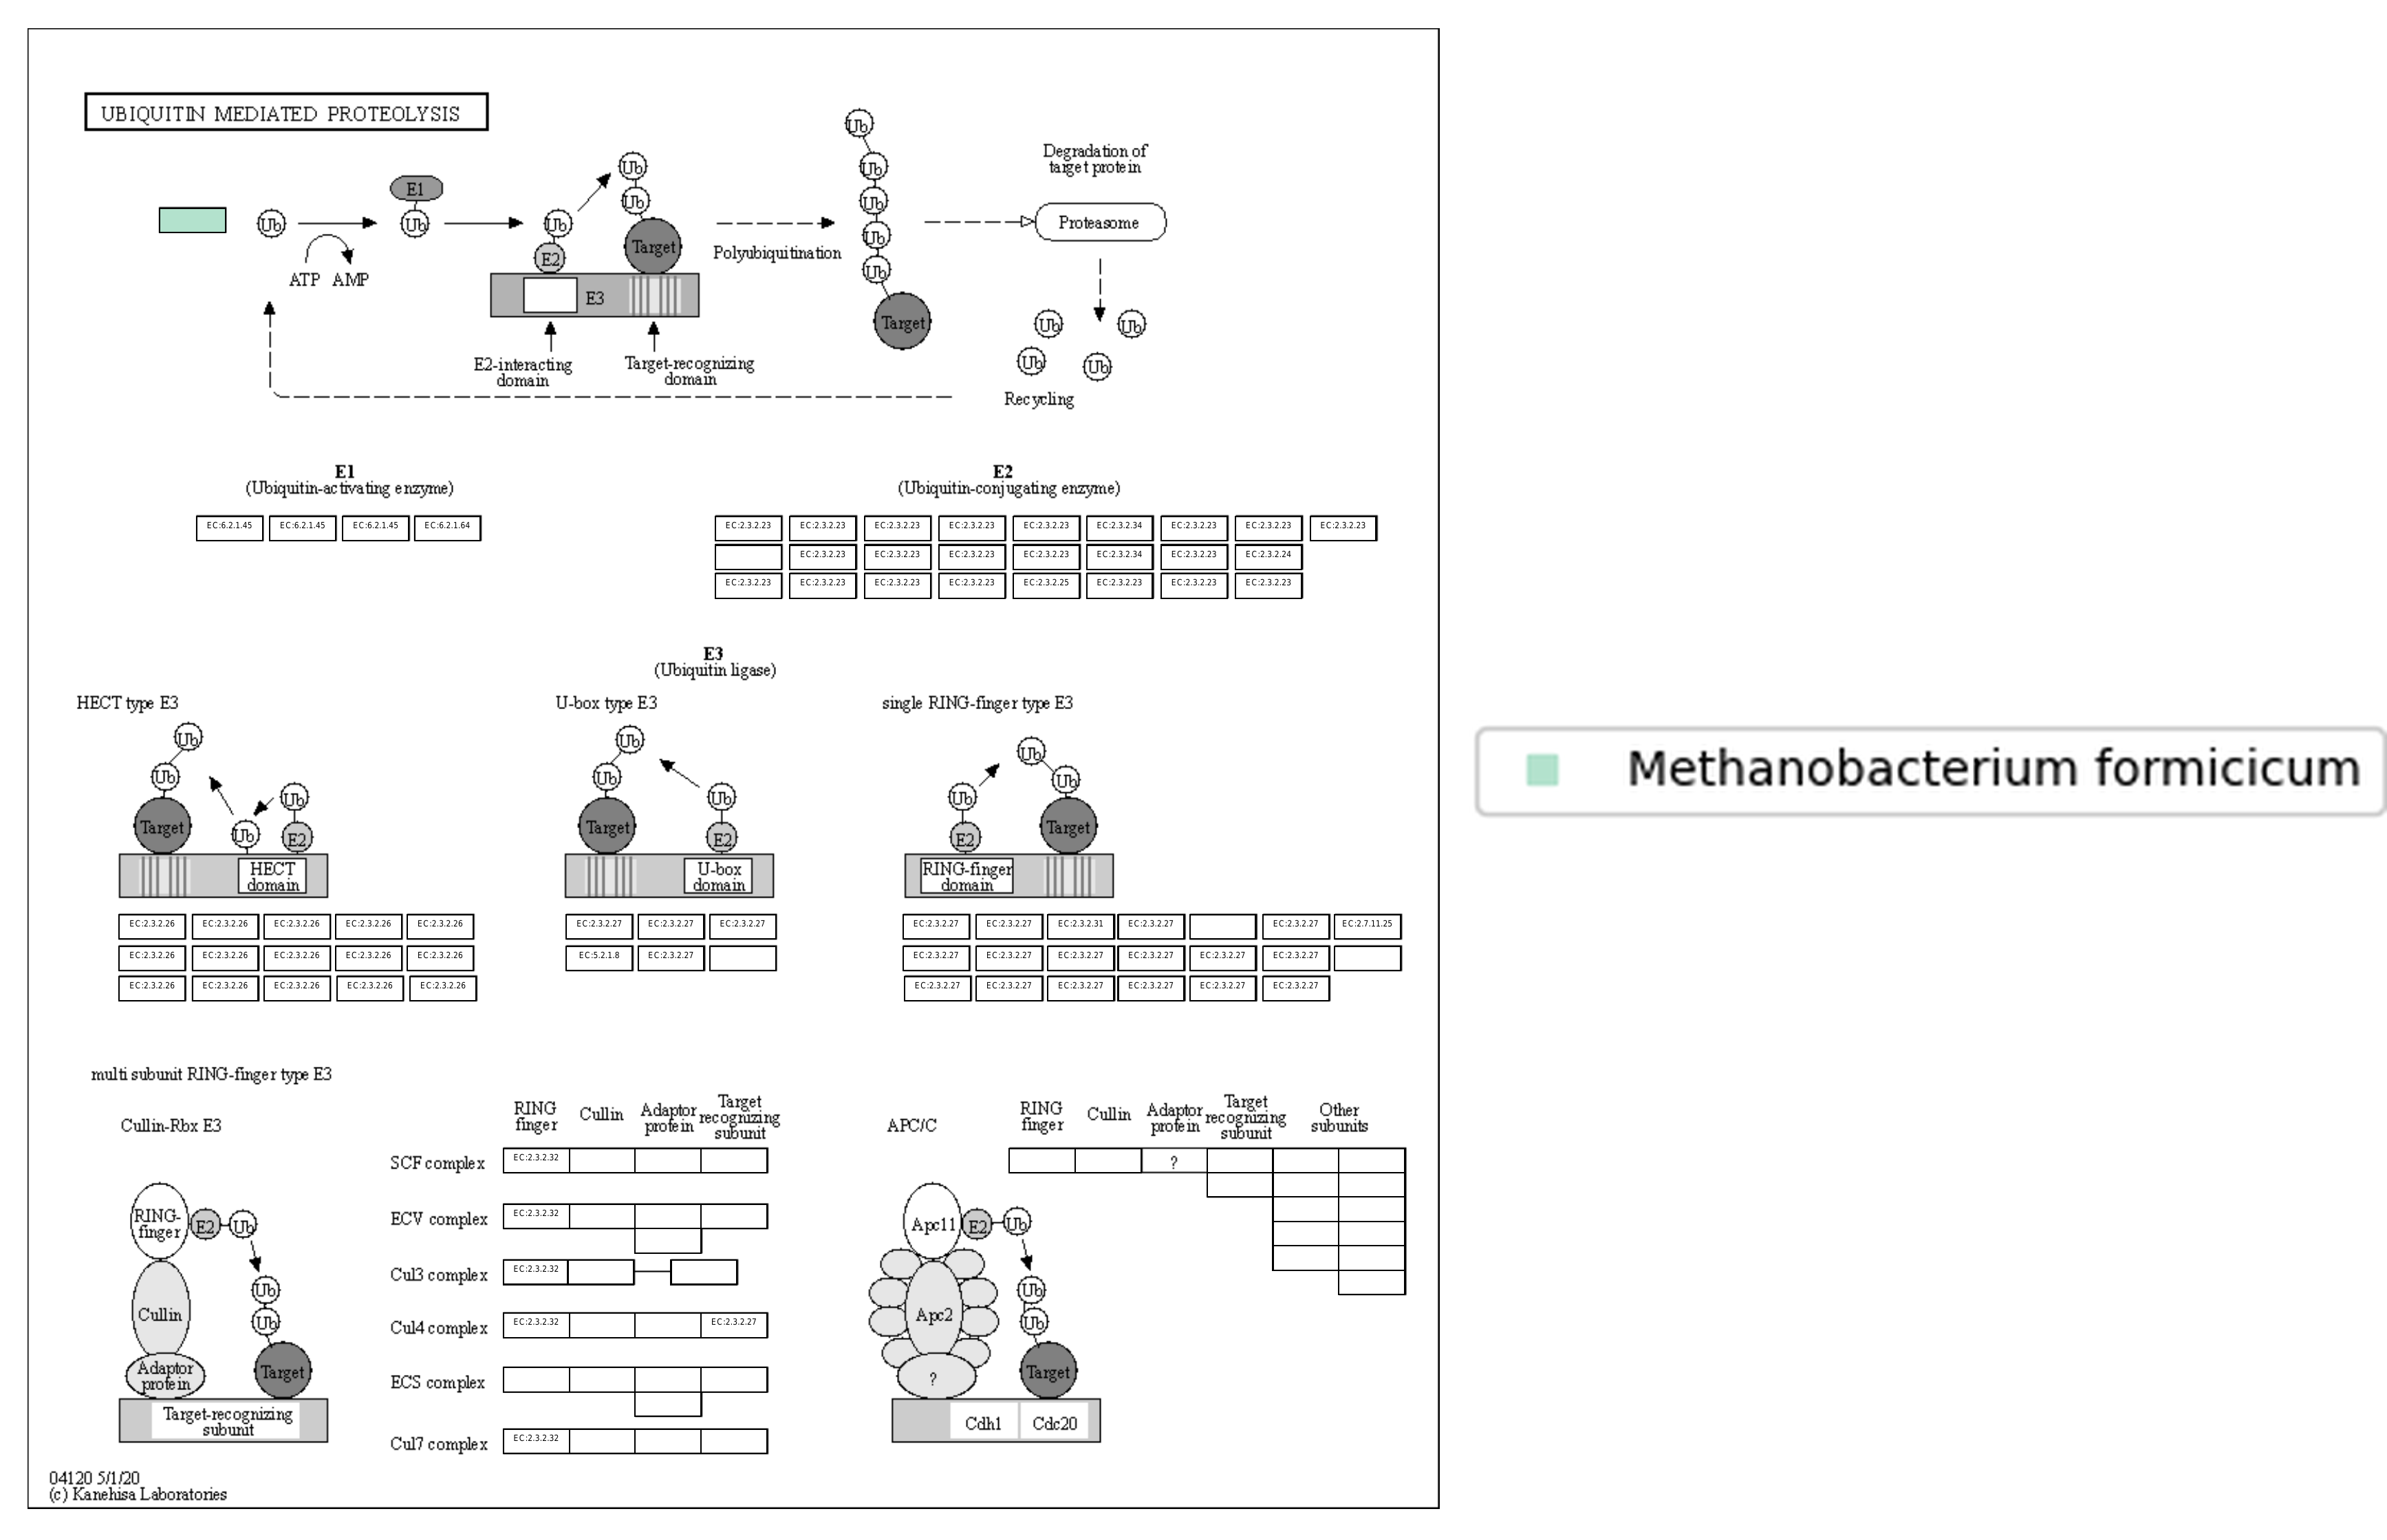 UBIQUITIN MEDIATED PROTEOLYSIS
Ub
E1
Ub
Ub
ATP AMP
Ub
E2
Ub
Ub
Target
E3
E2-interacting
domain
Target-recognizing
domain
Polyubiquitination
Ub
Ub
Ub
Ub
Ub
Target
Degradation of
target protein
Proteasome
Ub
Ub
Ub
Ub
Recycling
E1
(Ubiquitin-activating enzyme)
EC:6.2.1.45 EC:6.2.1.45 EC:6.2.1.45 EC:6.2.1.64
E2
(Ubiquitin-conjugating enzyme)
EC:2.3.2.23 EC:2.3.2.23 EC:2.3.2.23 EC:2.3.2.23 EC:2.3.2.23 EC:2.3.2.34 EC:2.3.2.23 EC:2.3.2.23 EC:2.3.2.23
EC:2.3.2.23 EC:2.3.2.23 EC:2.3.2.23 EC:2.3.2.23 EC:2.3.2.34 EC:2.3.2.23 EC:2.3.2.24
EC:2.3.2.23 EC:2.3.2.23 EC:2.3.2.23 EC:2.3.2.23 EC:2.3.2.25 EC:2.3.2.23 EC:2.3.2.23 EC:2.3.2.23
E3
(Ubiquitin ligase)
HECT type E3
Ub
Ub
Target
Ub
Ub
E2
HECT
domain
EC:2.3.2.26 EC:2.3.2.26 EC:2.3.2.26 EC:2.3.2.26 EC:2.3.2.26
EC:2.3.2.26 EC:2.3.2.26 EC:2.3.2.26 EC:2.3.2.26 EC:2.3.2.26
EC:2.3.2.26 EC:2.3.2.26 EC:2.3.2.26 EC:2.3.2.26 EC:2.3.2.26
U-box type E3
Ub
Ub
Target
Ub
E2
U-box
domain
EC:2.3.2.27 EC:2.3.2.27 EC:2.3.2.27
EC:5.2.1.8 EC:2.3.2.27
single RING-finger type E3
Ub
Ub
Ub
E2
Target
RING-finger
domain
EC:2.3.2.27 EC:2.3.2.27 EC:2.3.2.31 EC:2.3.2.27 EC:2.3.2.27 EC:2.7.11.25
EC:2.3.2.27 EC:2.3.2.27 EC:2.3.2.27 EC:2.3.2.27 EC:2.3.2.27 EC:2.3.2.27
EC:2.3.2.27 EC:2.3.2.27 EC:2.3.2.27 EC:2.3.2.27 EC:2.3.2.27 EC:2.3.2.27
Methanobacterium formicicum
multi subunit RING-finger type E3
Cullin-Rbx E3
RING-
finger
E2
Ub
Cullin
Ub
Ub
Adaptor
protein
Target
Target-recognizing
subunit
RING
finger
Cullin
Adaptor
protein
Target
recognizing
subunit
SCF complex EC:2.3.2.32
ECV complex EC:2.3.2.32
Cul3 complex EC:2.3.2.32
Cul4 complex EC:2.3.2.32 EC:2.3.2.27
ECS complex
Cul7 complex EC:2.3.2.32
APC/C
RING
finger
Cullin
Adaptor
protein
Target
recognizing
subunit
Other
subunits
?
Apc11
E2
Ub
Apc2
Ub
Ub
?
Target
Cdh1
Cdc20
04120 5/1/20
(c) Kanehisa Laboratories